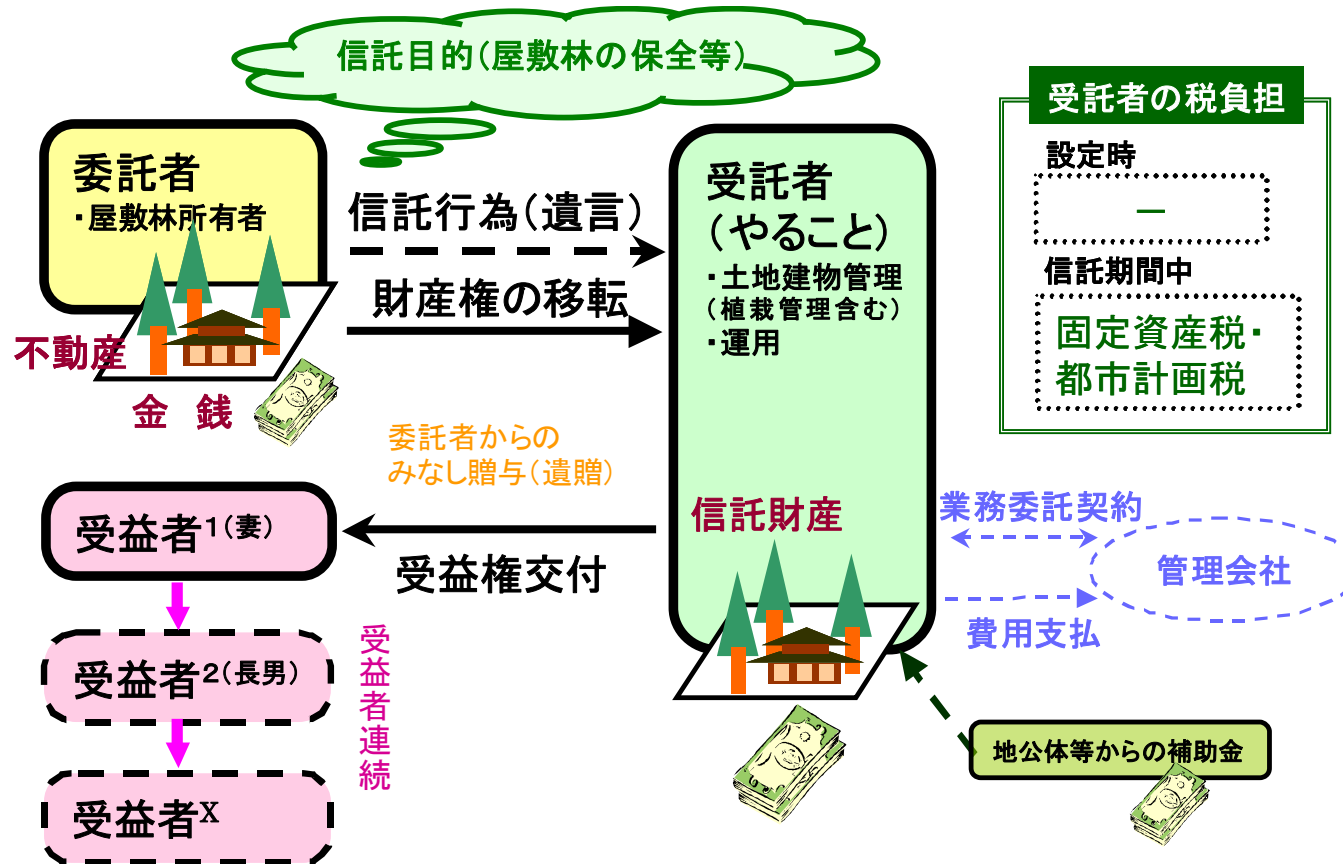 信託目的(屋敷林の保全等)
委託者
・屋敷林所有者
不動産
金 銭
信託行為(遺言)
財産権の移転
受託者
(やること)
・土地建物管理
(植栽管理含む)
・運用
信託財産
受託者の税負担
設定時
―
信託期間中
固定資産税・
都市計画税
委託者からの
みなし贈与(遺贈)
受益権交付
受益者1(妻)
受益者2(長男)
受益者X
受益者連続
業務委託契約
管理会社
費用支払
地公体等からの補助金